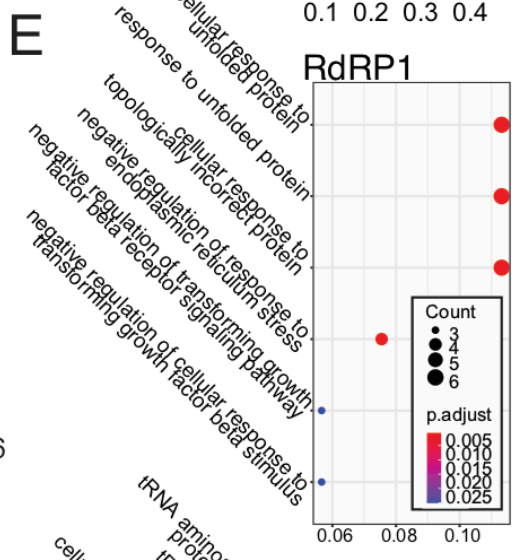 E
0.1 0.2 0.3 0.4
RdRP1
cellular response to
unfolded protein
response to unfolded protein
cellular response to
topologically incorrect protein
negative regulation of response to
endoplasmic reticulum stress
negative regulation of transforming growth
factor beta receptor signaling pathway
negative regulation of cellular response to
transforming growth factor beta stimulus
Count
3
4
5
6
p.adjust
0.005
0.010
0.015
0.020
0.025
0.06 0.08 0.10
6
tRNA